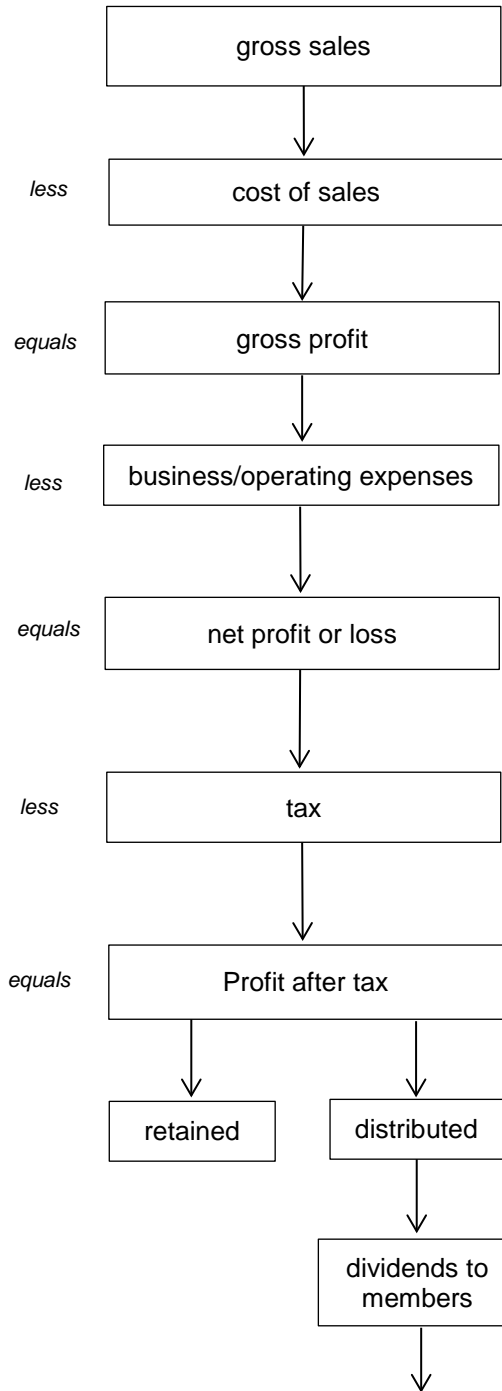 gross sales
less
cost of sales
equals
gross profit
less
business/operating expenses
equals
net profit or loss
less
tax
equals
Profit after tax
retained
distributed
dividends to
members